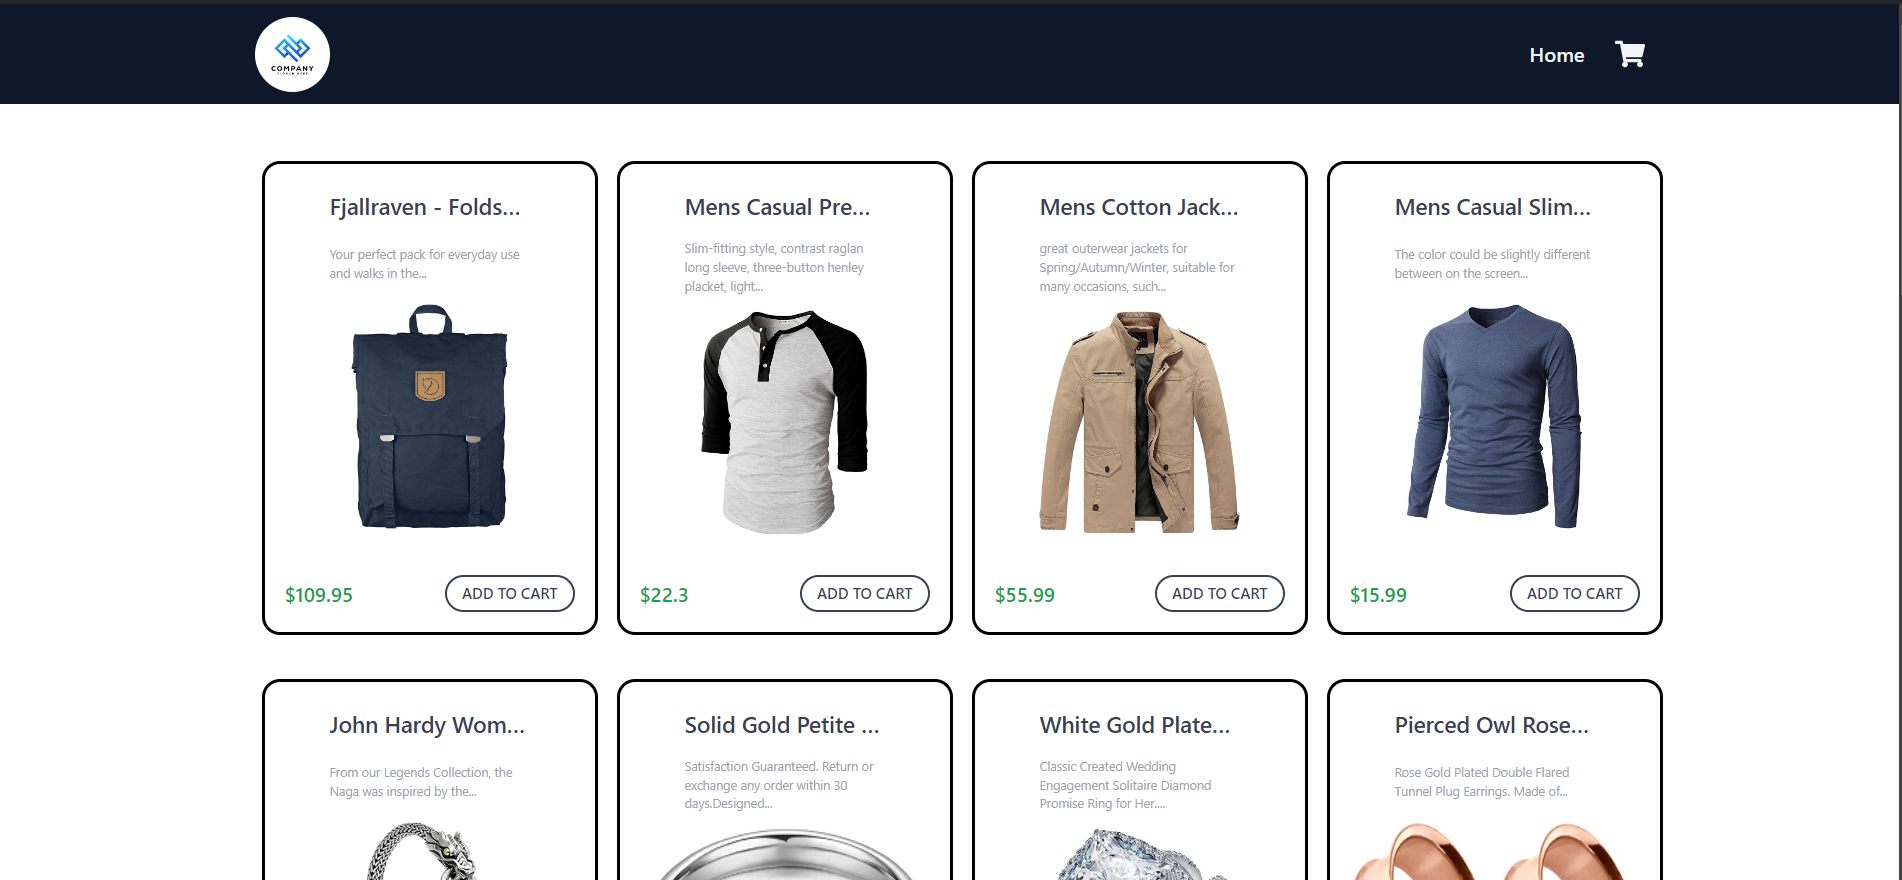 COMPANY
Home
Fjallraven - Folds...
Your perfect pack for everyday use
and walks in the...
$109.95
ADD TO CART
Mens Casual Pre...
Slim-fitting style, contrast raglan
long sleeve, three-button henley
placket, light...
$22.3
ADD TO CART
Mens Cotton Jack...
great outerwear jackets for
Spring/Autumn/Winter, suitable for
many occasions, such...
$55.99
ADD TO CART
Mens Casual Slim...
The color could be slightly different
between on the screen...
$15.99
ADD TO CART
John Hardy Wom...
From our Legends Collection, the
Naga was inspired by the...
Solid Gold Petite ...
Satisfaction Guaranteed. Return or
exchange any order within 30
days.Designed...
White Gold Plate...
Classic Created Wedding
Engagement Solitaire Diamond
Promise Ring for Her....
Pierced Owl Rose...
Rose Gold Plated Double Flared
Tunnel Plug Earrings. Made of...